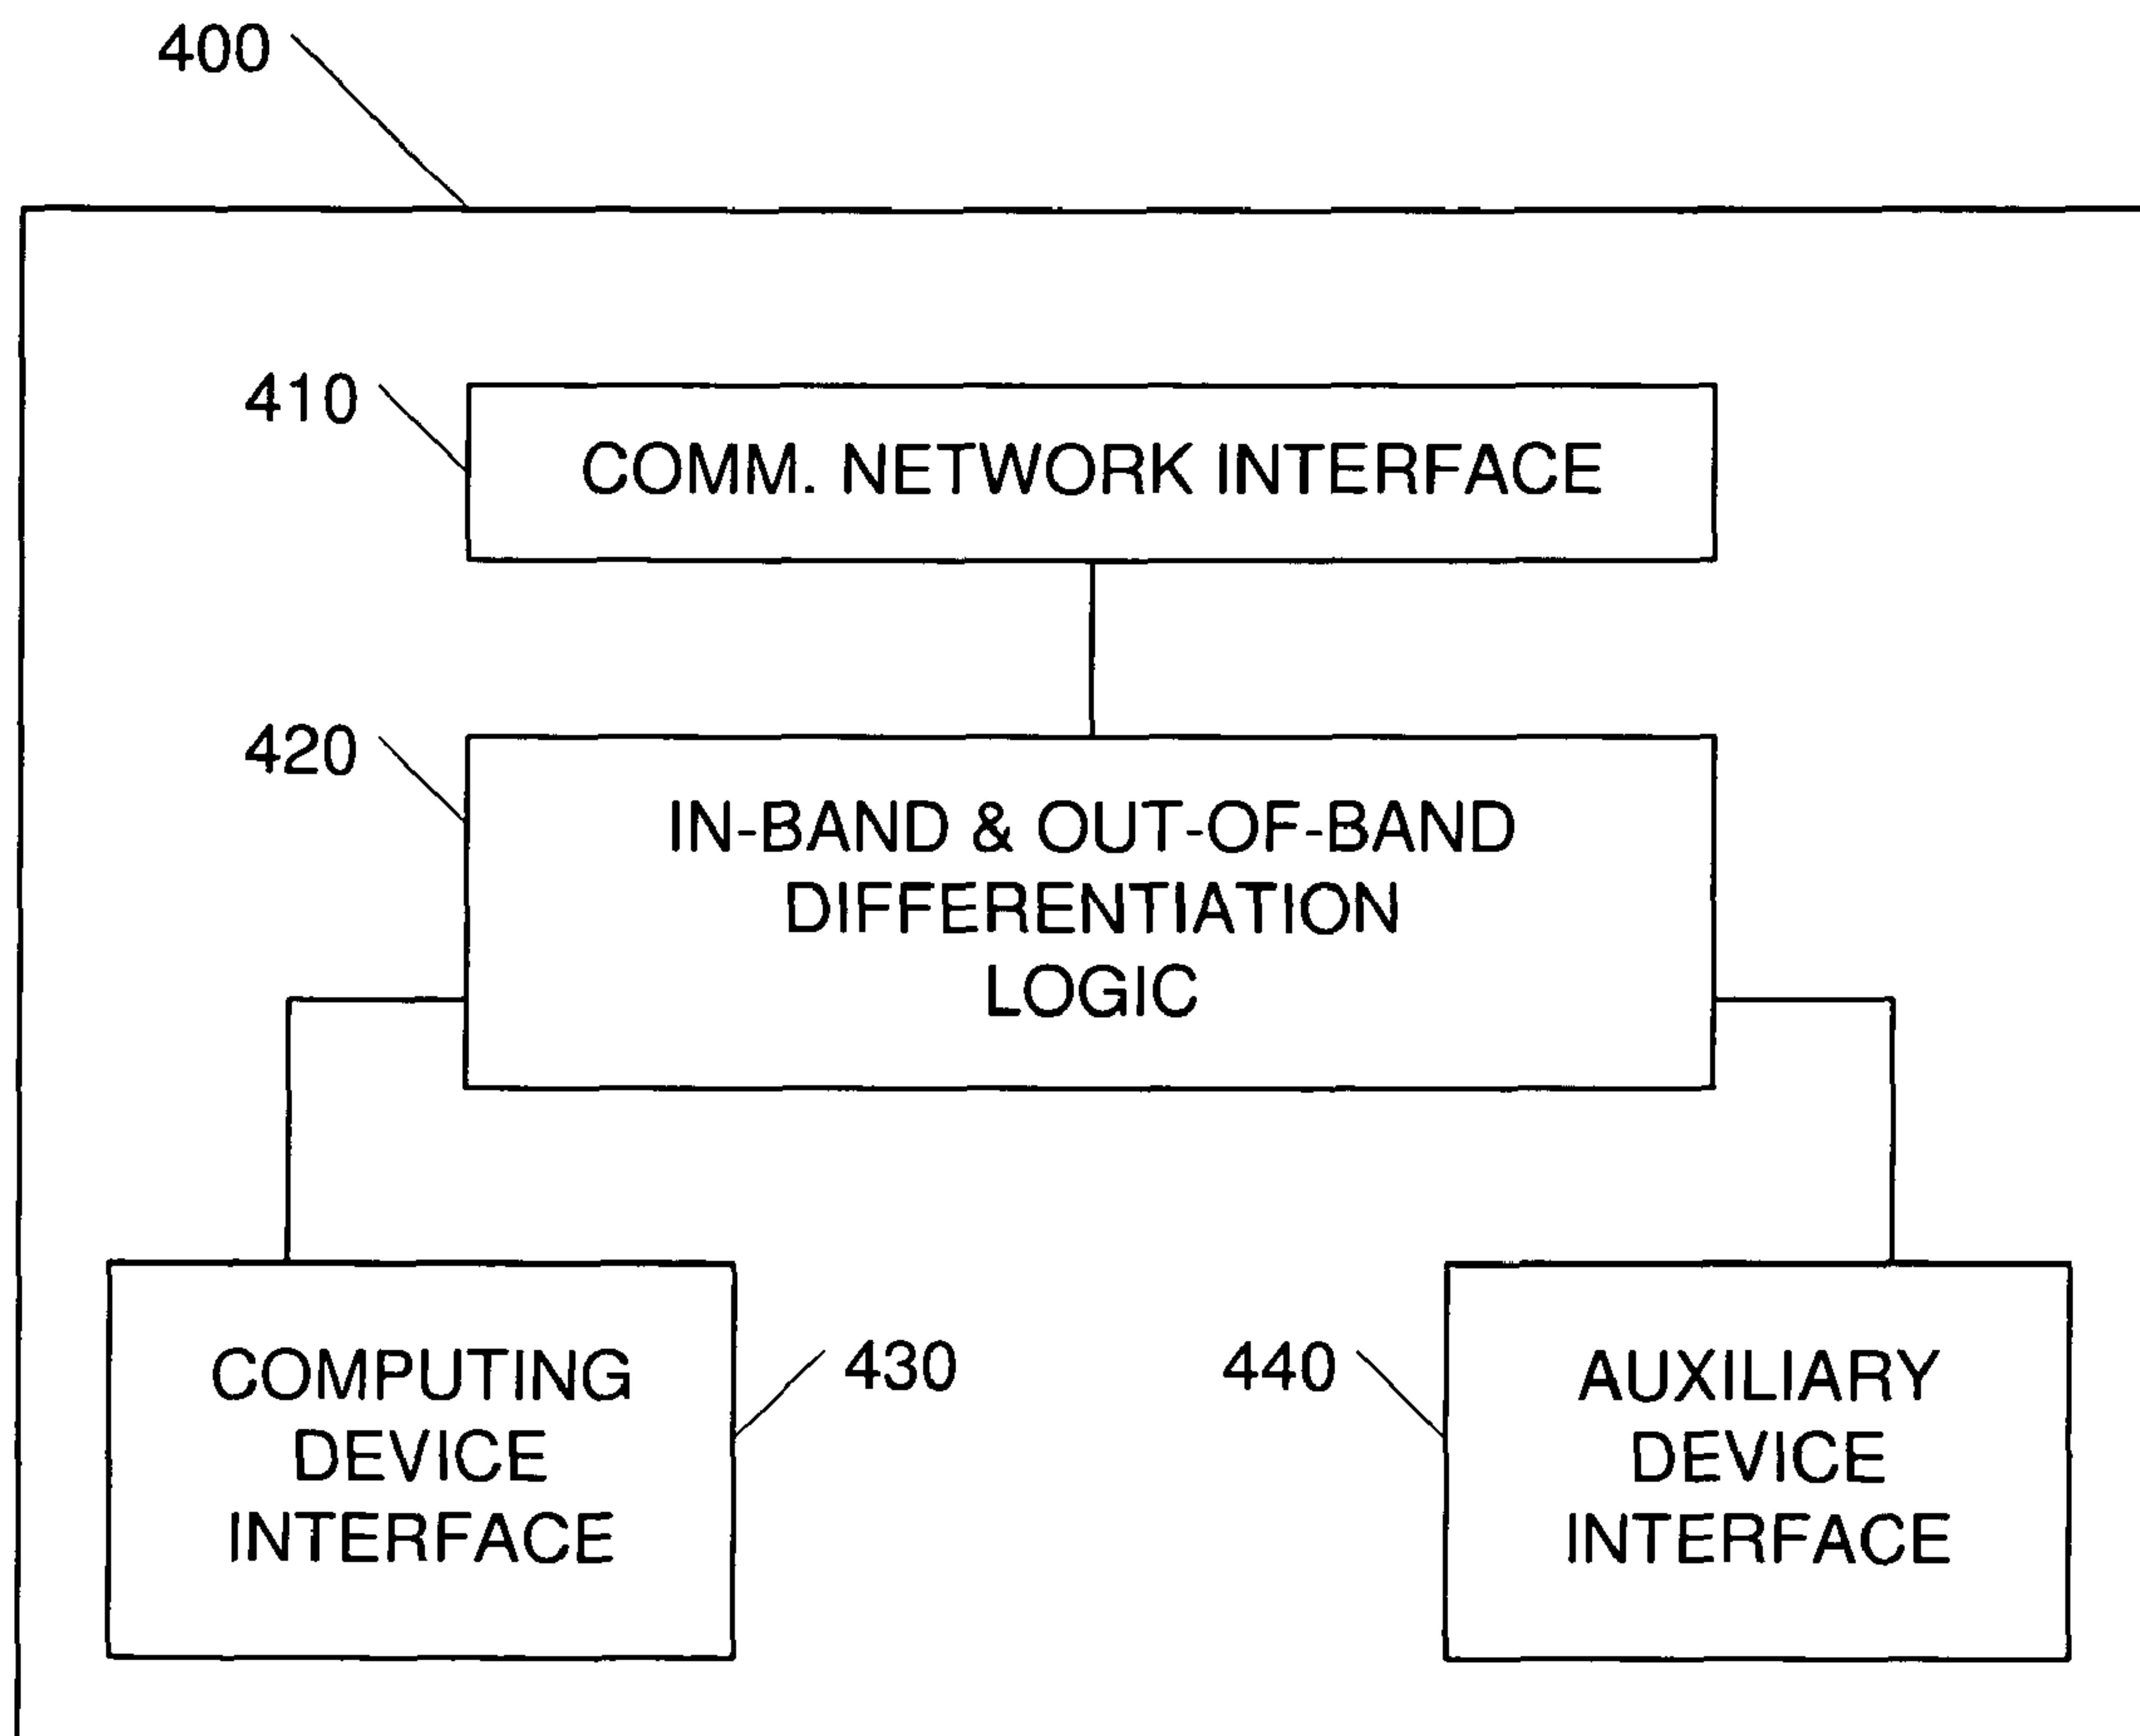 400
410
COMM. NETWORK INTERFACE
420
IN-BAND & OUT-OF-BAND
DIFFERENTIATION
LOGIC
COMPUTING
DEVICE
INTERFACE
430
440
AUXILIARY
DEVICE
INTERFACE